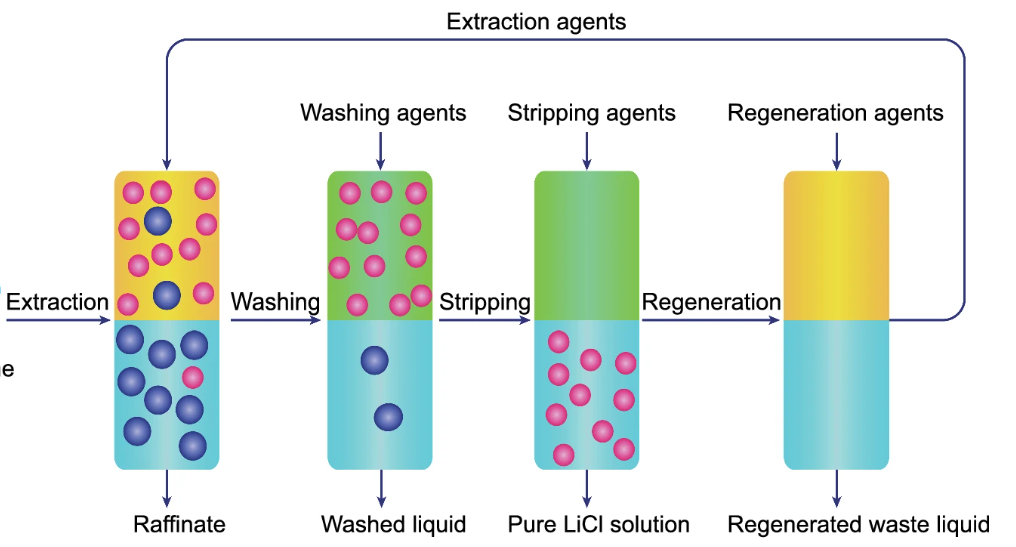 Extraction agents
Washing agents
Stripping agents
Regeneration agents
Extraction
Washing
Stripping
Regeneration
Raffinate
Washed liquid
Pure LiCl solution
Regenerated waste liquid